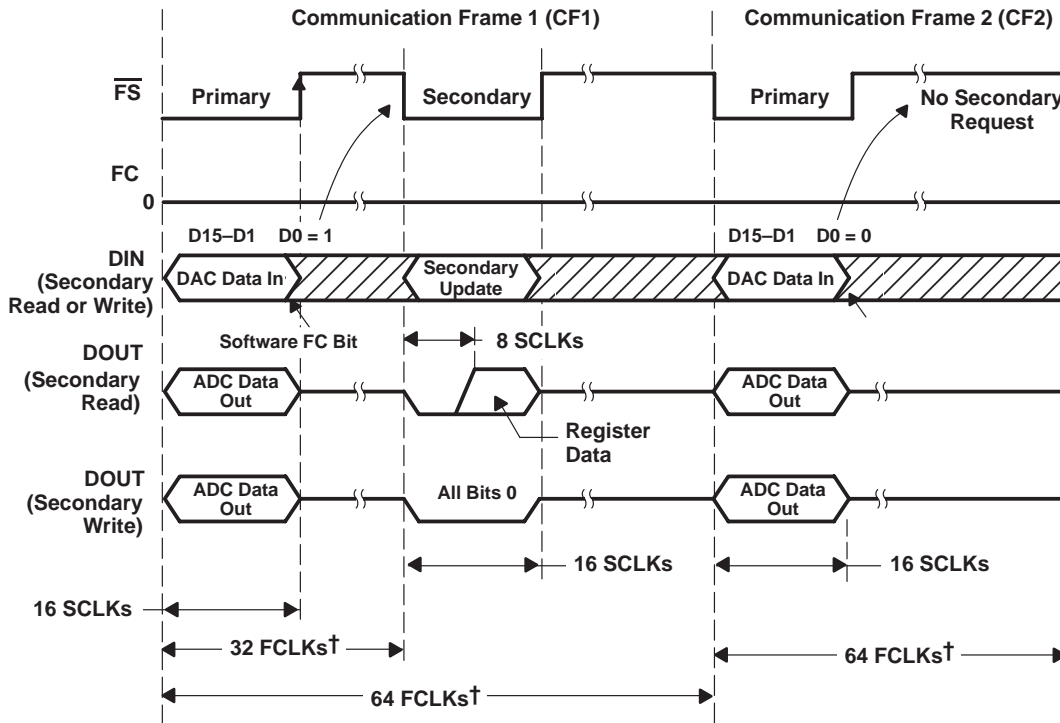 Communication Frame 1 (CF1)
Communication Frame 2 (CF2)
FS
Primary
Secondary
Primary
No Secondary
Request
FC
0
D15–D1 D0 = 1
D15–D1 D0 = 0
DIN
(Secondary
Read or Write)
DAC Data In
Secondary
Update
DAC Data In
Software FC Bit
8 SCLKs
DOUT
(Secondary
Read)
ADC Data
Out
ADC Data
Out
Register
Data
DOUT
(Secondary
Write)
ADC Data
Out
All Bits 0
ADC Data
Out
16 SCLKs
16 SCLKs
16 SCLKs
32 FCLKs†
64 FCLKs†
64 FCLKs†